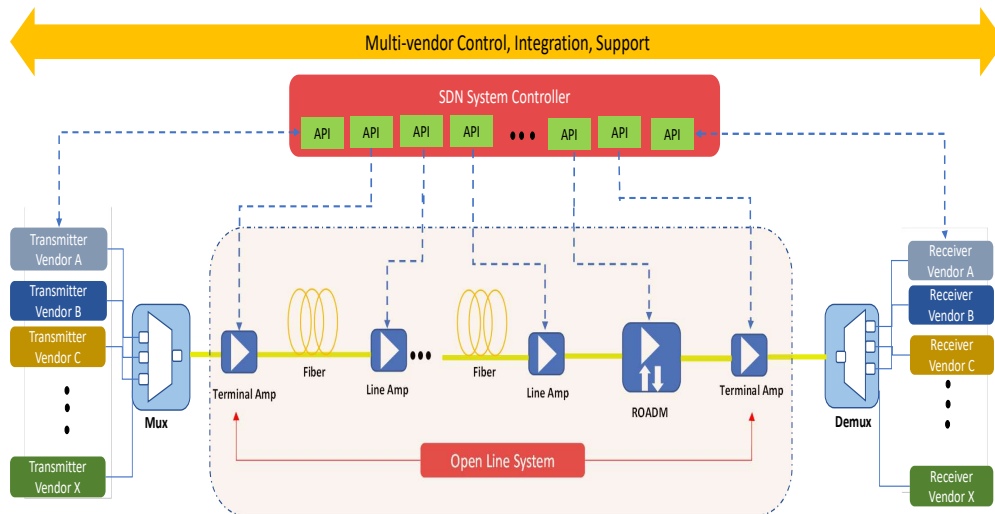 Multi-vendor Control, Integration, Support
SDN System Controller
API API API API API API API
Transmitter
Vendor A
Transmitter
Vendor B
Transmitter
Vendor C
Transmitter
Vendor X
Mux
Terminal Amp
Fiber
Line Amp
Fiber
Line Amp
ROADM
Terminal Amp
Open Line System
Demux
Receiver
Vendor A
Receiver
Vendor B
Receiver
Vendor C
Receiver
Vendor X